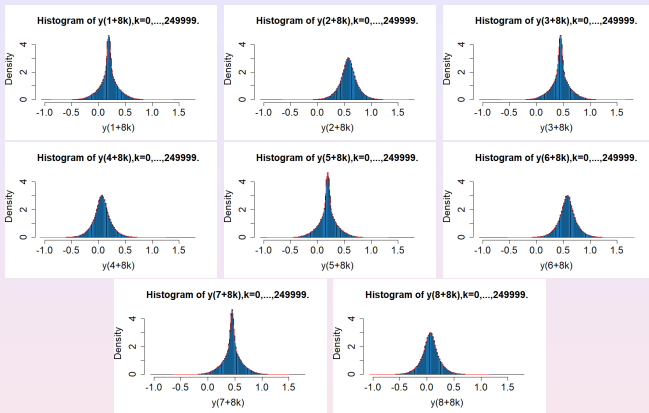 Histogram of y(1+8k),k=0,...,249999.
Density
0 2 4
-1.0 -0.5 0.0 0.5 1.0 1.5
y(1+8k)
Histogram of y(2+8k),k=0,...,249999.
Density
0 2 4
-1.0 -0.5 0.0 0.5 1.0 1.5
y(2+8k)
Histogram of y(3+8k),k=0,...,249999.
Density
0 2 4
-1.0 -0.5 0.0 0.5 1.0 1.5
y(3+8k)
Histogram of y(4+8k),k=0,...,249999.
Density
0 2 4
-1.0 -0.5 0.0 0.5 1.0 1.5
y(4+8k)
Histogram of y(5+8k),k=0,...,249999.
Density
0 2 4
-1.0 -0.5 0.0 0.5 1.0 1.5
y(5+8k)
Histogram of y(6+8k),k=0,...,249999.
Density
0 2 4
-1.0 -0.5 0.0 0.5 1.0 1.5
y(6+8k)
Histogram of y(7+8k),k=0,...,249999.
Density
0 2 4
-1.0 -0.5 0.0 0.5 1.0 1.5
y(7+8k)
Histogram of y(8+8k),k=0,...,249999.
Density
0 2 4
-1.0 -0.5 0.0 0.5 1.0 1.5
y(8+8k)